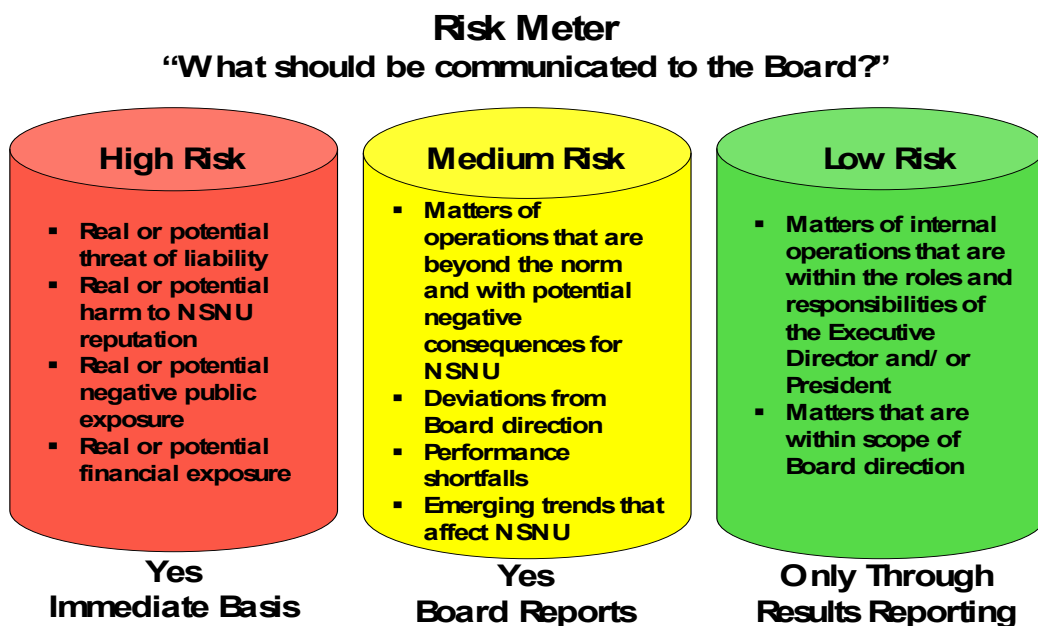 Risk Meter
“What should be communicated to the Board?”
High Risk
▪ Real or potential
threat of liability
▪ Real or potential
harm to NSNU
reputation
▪ Real or potential
negative public
exposure
▪ Real or potential
financial exposure
Yes
Immediate Basis
Medium Risk
▪ Matters of
operations that are
beyond the norm
and with potential
negative
consequences for
NSNU
▪ Deviations from
Board direction
▪ Performance
shortfalls
▪ Emerging trends that
affect NSNU
Yes
Board Reports
Low Risk
▪ Matters of internal
operations that are
within the roles and
responsibilities of
the Executive
Director and/ or
President
▪ Matters that are
within scope of
Board direction
Only Through
Results Reporting